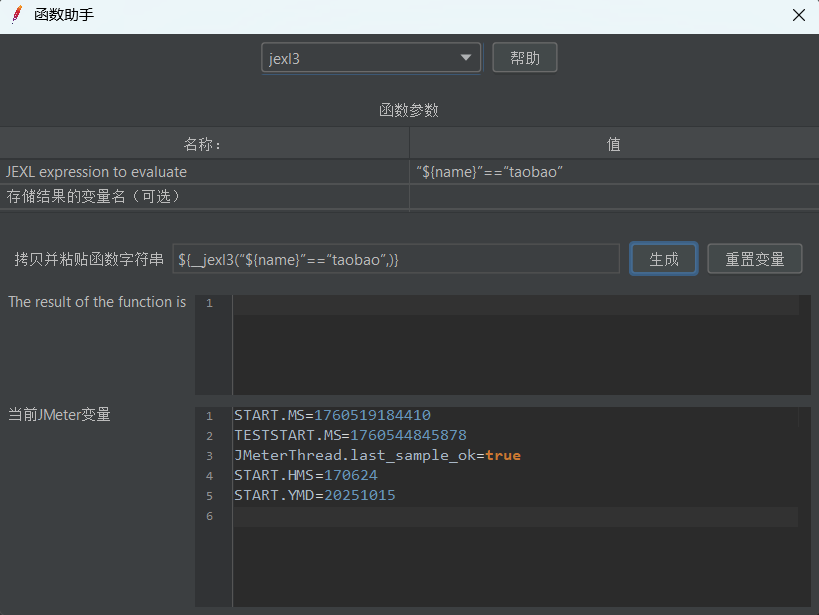 函数助手
jexl3
帮助
函数参数
名称：
值
JEXL expression to evaluate
“${name}”==“taobao”
存储结果的变量名（可选）
拷贝并粘贴函数字符串
${__jexl3(“${name}”==“taobao”,)}
生成
重置变量
The result of the function is
1
当前JMeter变量
1 START.MS=1760519184410
2 TESTSTART.MS=1760544845878
3 JMeterThread.last_sample_ok=true
4 START.HMS=170624
5 START.YMD=20251015
6